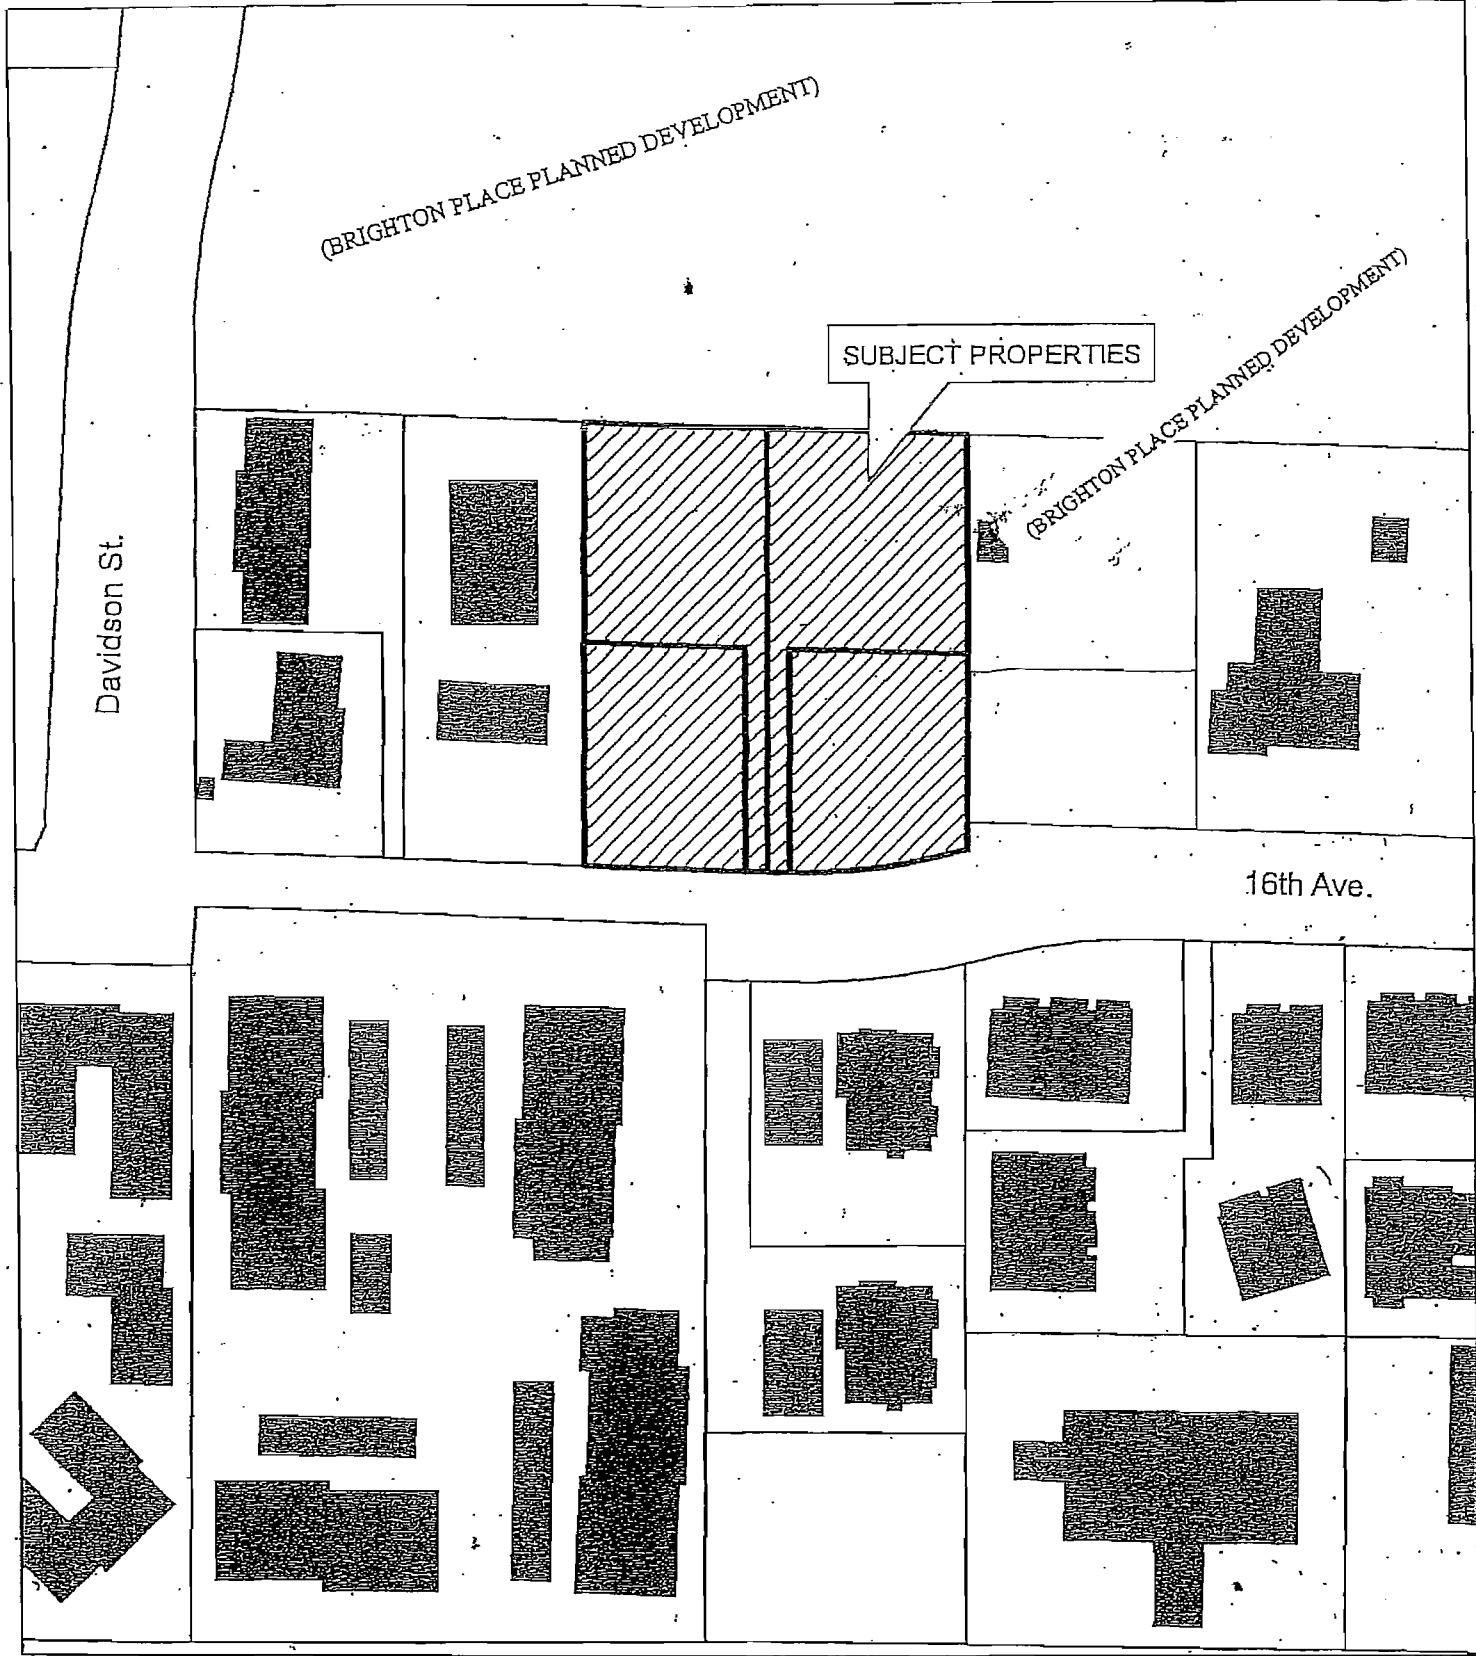 (BRIGHTON PLACE PLANNED DEVELOPMENT)
SUBJECT PROPERTIES
(BRIGHTON PLACE PLANNED DEVELOPMENT)
Davidson St.
16th Ave.